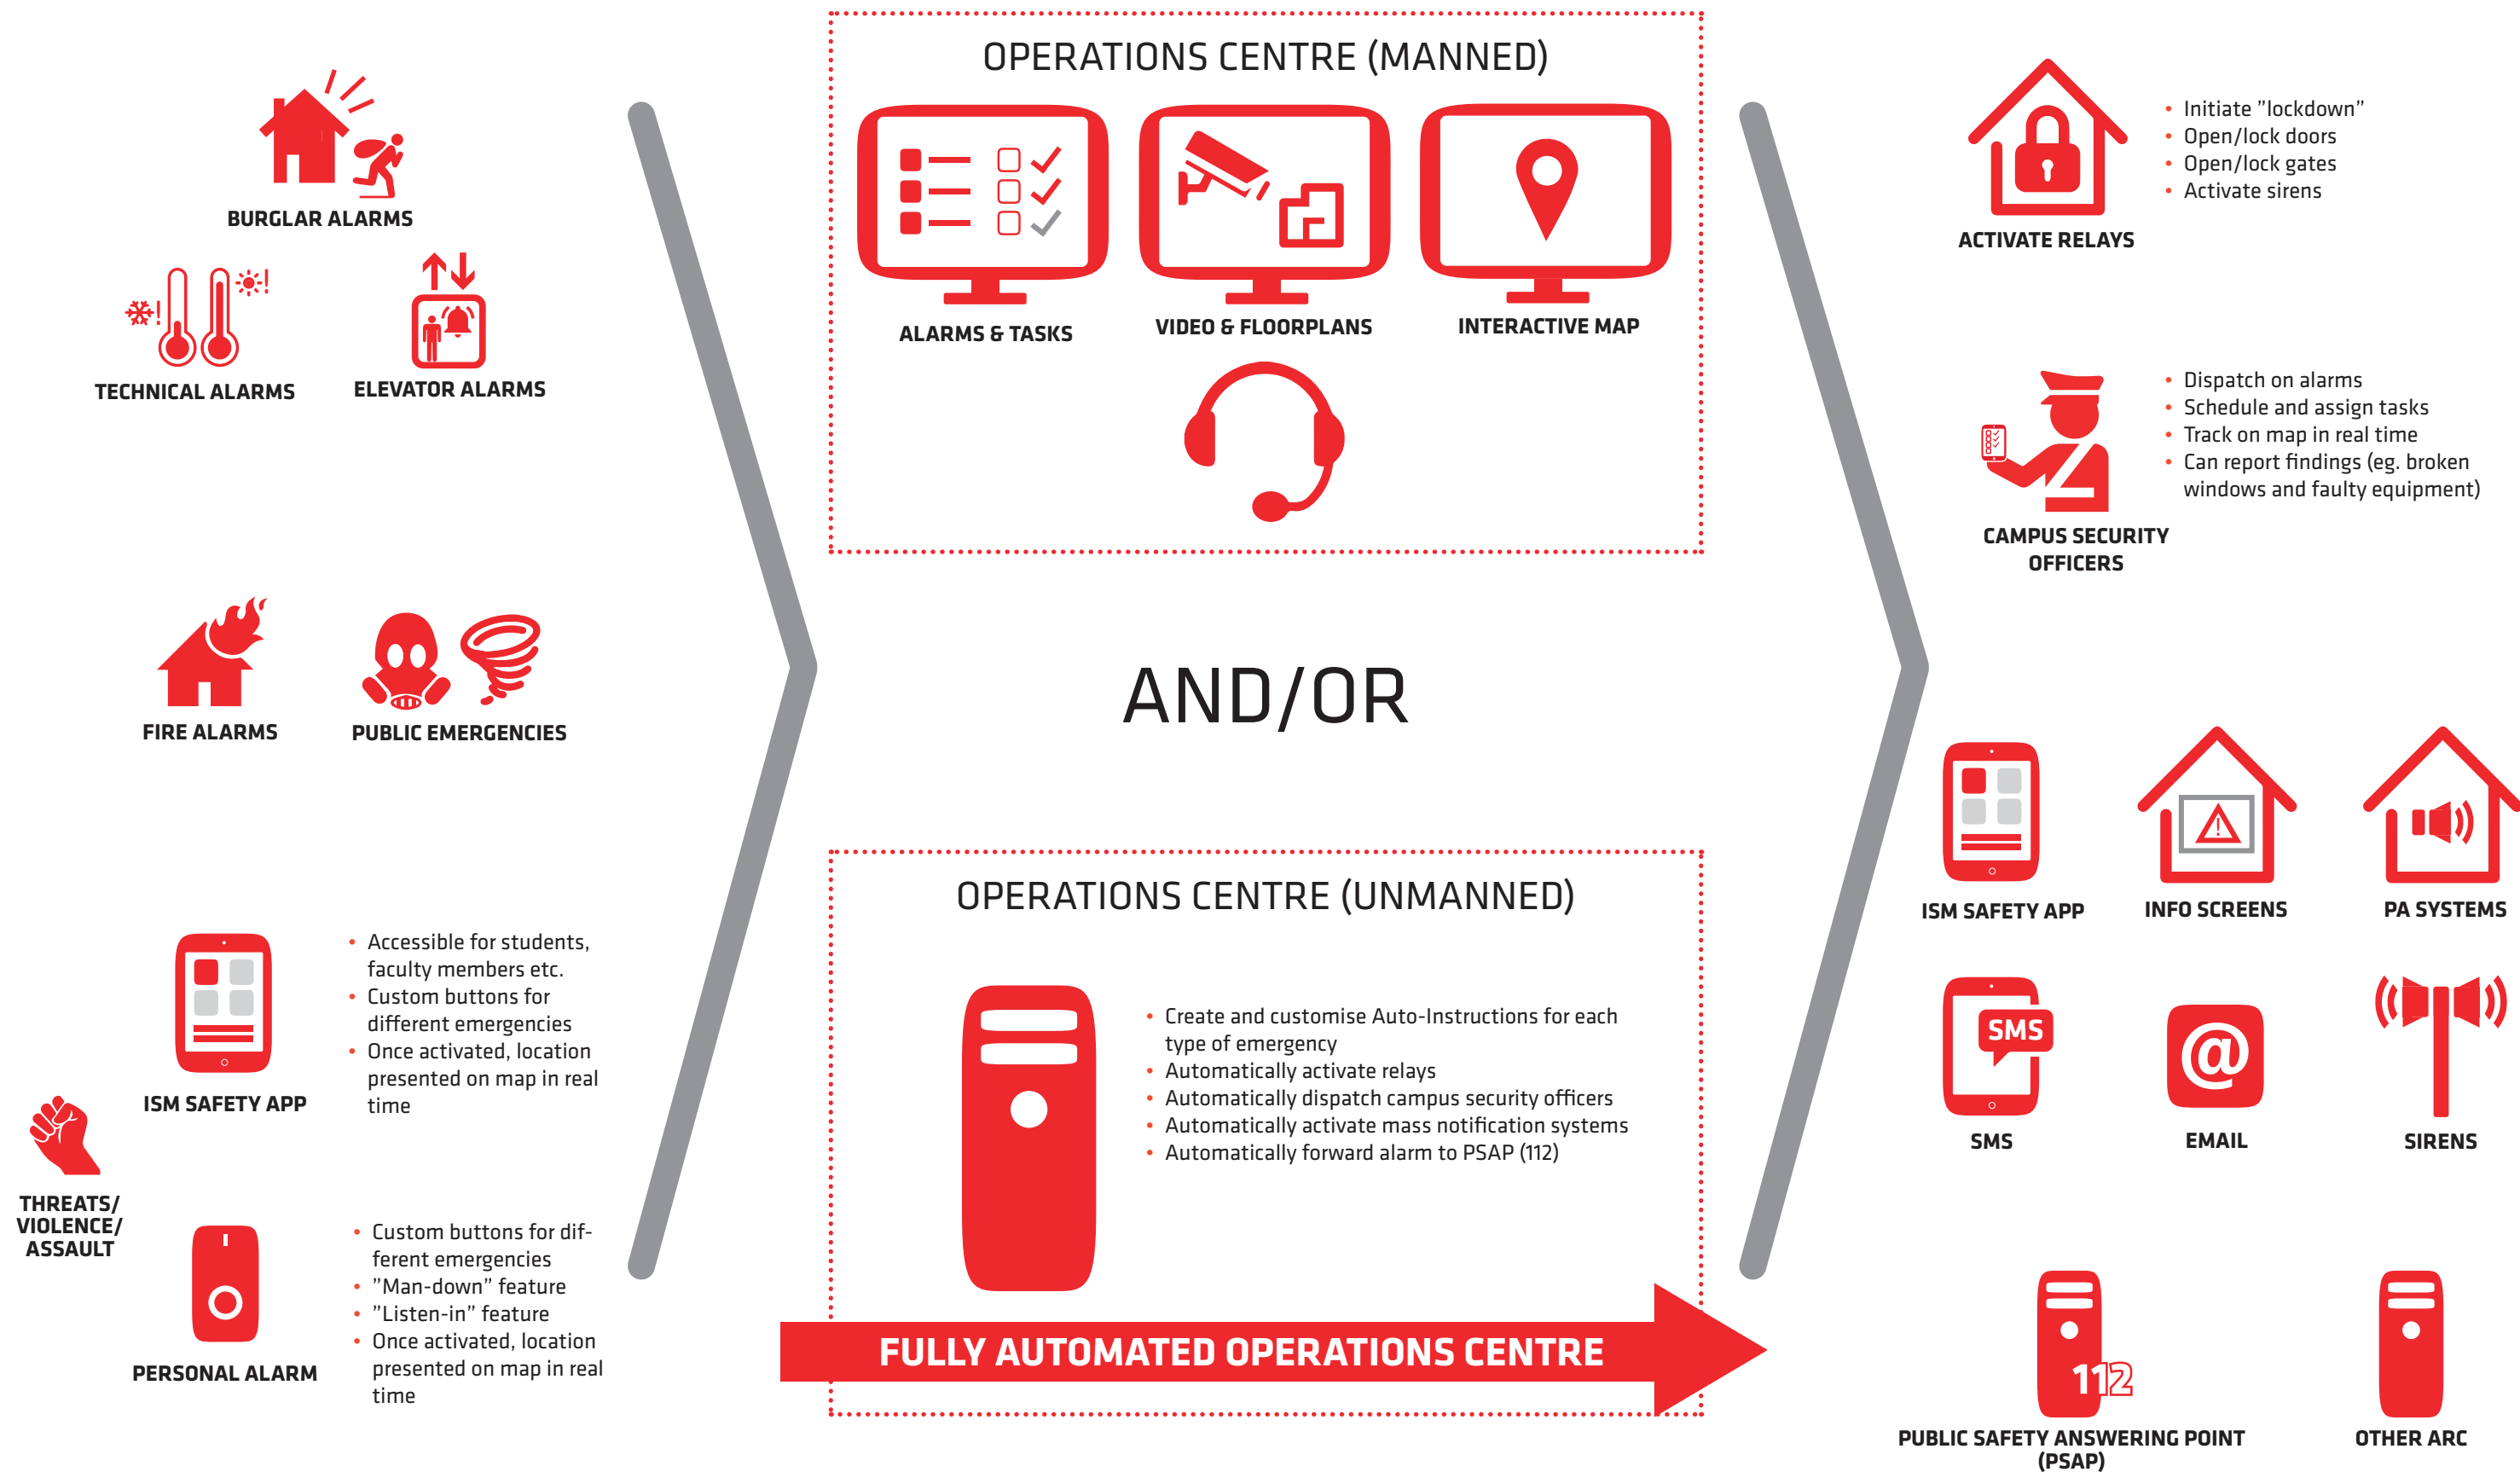 BURGLAR ALARMS
TECHNICAL ALARMS
ELEVATOR ALARMS
FIRE ALARMS
PUBLIC EMERGENCIES
THREATS/
VIOLENCE/
ASSAULT
ISM SAFETY APP
• Accessible for students,
faculty members etc.
• Custom buttons for
different emergencies
• Once activated, location
presented on map in real
time
PERSONAL ALARM
• Custom buttons for dif-
ferent emergencies
• ”Man-down” feature
• ”Listen-in” feature
• Once activated, location
presented on map in real
time
OPERATIONS CENTRE (MANNED)
ALARMS & TASKS
VIDEO & FLOORPLANS
INTERACTIVE MAP
AND/OR
OPERATIONS CENTRE (UNMANNED)
• Create and customise Auto-Instructions for each
type of emergency
• Automatically activate relays
• Automatically dispatch campus security officers
• Automatically activate mass notification systems
• Automatically forward alarm to PSAP (112)
FULLY AUTOMATED OPERATIONS CENTRE
ACTIVATE RELAYS
• Initiate ”lockdown”
• Open/lock doors
• Open/lock gates
• Activate sirens
CAMPUS SECURITY
OFFICERS
• Dispatch on alarms
• Schedule and assign tasks
• Track on map in real time
• Can report findings (eg. broken
windows and faulty equipment)
ISM SAFETY APP
INFO SCREENS
PA SYSTEMS
SMS
SMS
@
EMAIL
SIRENS
112
PUBLIC SAFETY ANSWERING POINT
(PSAP)
OTHER ARC